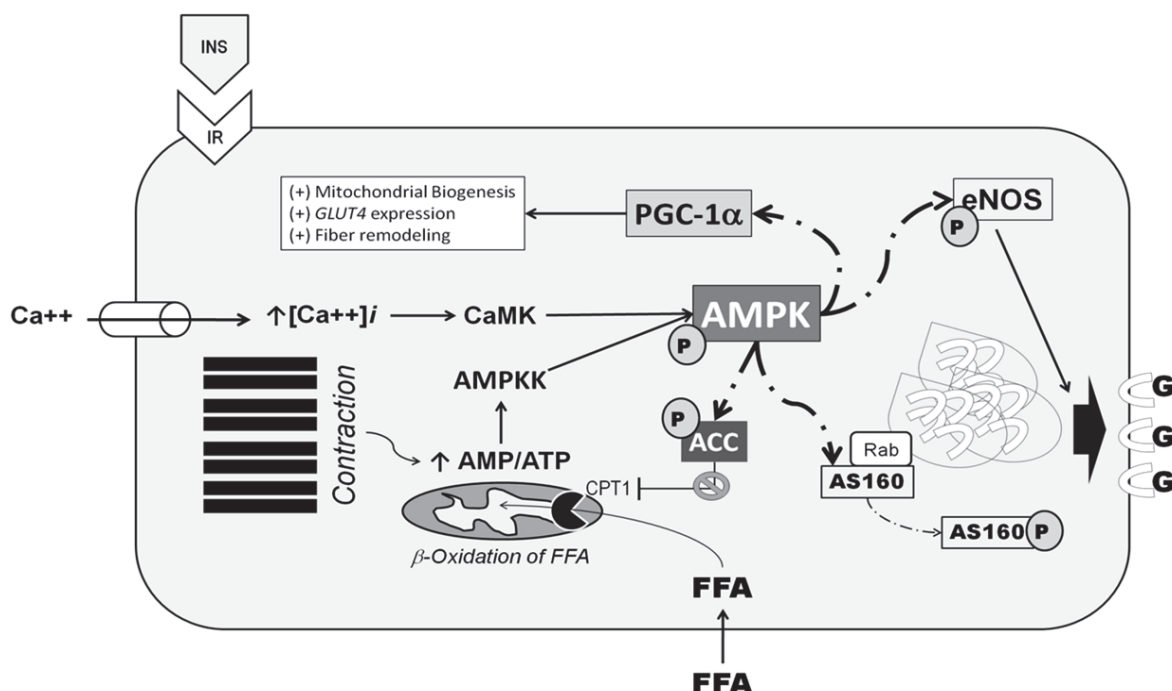 INS
IR
(+) Mitochondrial Biogenesis
(+) GLUT4 expression
(+) Fiber remodeling
PGC-1α
eNOS
P
Ca++
↑[Ca++]i
CaMK
AMPK
P
AMPKK
Contraction
↑ AMP/ATP
P
ACC
CPT1
Rab
AS160
AS160
P
β-Oxidation of FFA
FFA
FFA
G
G
G